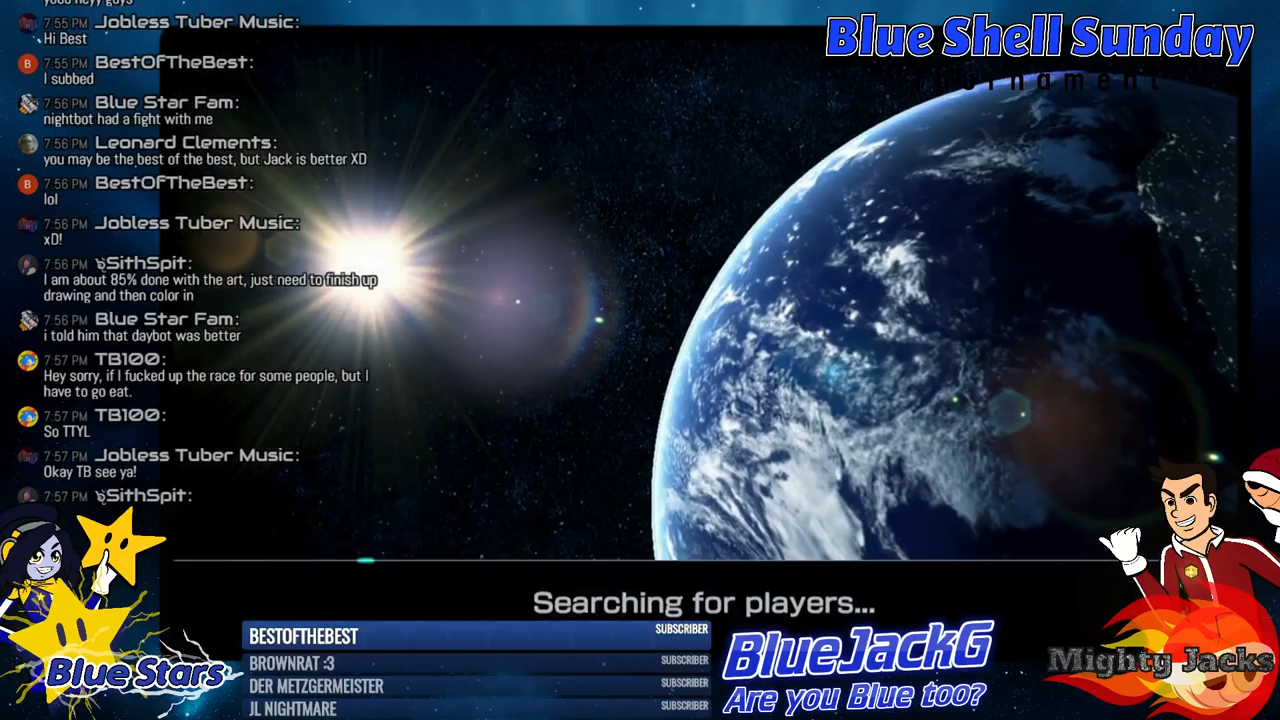 yooo heyy guys
7:55 PM Jobless Tuber Music:
Hi Best
B 7:55 PM BestOfTheBest:
I subbed
7:56 PM Blue Star Fam:
nightbot had a fight with me
7:56 PM Leonard Clements:
you may be the best of the best, but Jack is better XD
B 7:56 PM BestOfTheBest:
lol
7:56 PM Jobless Tuber Music:
xD!
7:56 PM SithSpit:
I am about 85% done with the art, just need to finish up
drawing and then color in
7:56 PM Blue Star Fam:
i told him that daybot was better
7:57 PM TB100:
Hey sorry, if I fucked up the race for some people, but I
have to go eat.
7:57 PM TB100:
So TTYL
7:57 PM Jobless Tuber Music:
Okay TB see ya!
7:57 PM SithSpit:
Blue Shell Sunday
Tournament
Searching for players...
BESTOFTHEBEST SUBSCRIBER
BROWNRAT :3 SUBSCRIBER
DER METZGERMEISTER SUBSCRIBER
JL NIGHTMARE SUBSCRIBER
BlueJackG
Are you Blue too?
Blue Stars
Mighty Jacks